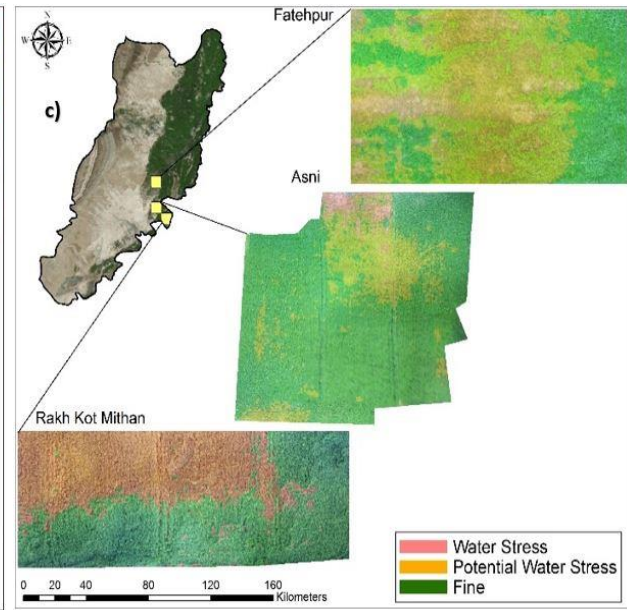 N
W E
S
Fatehpur
c)
Asni
Rakh Kot Mithan
Water Stress
Potential Water Stress
Fine
0 20 40 80 120 160
Kilometers